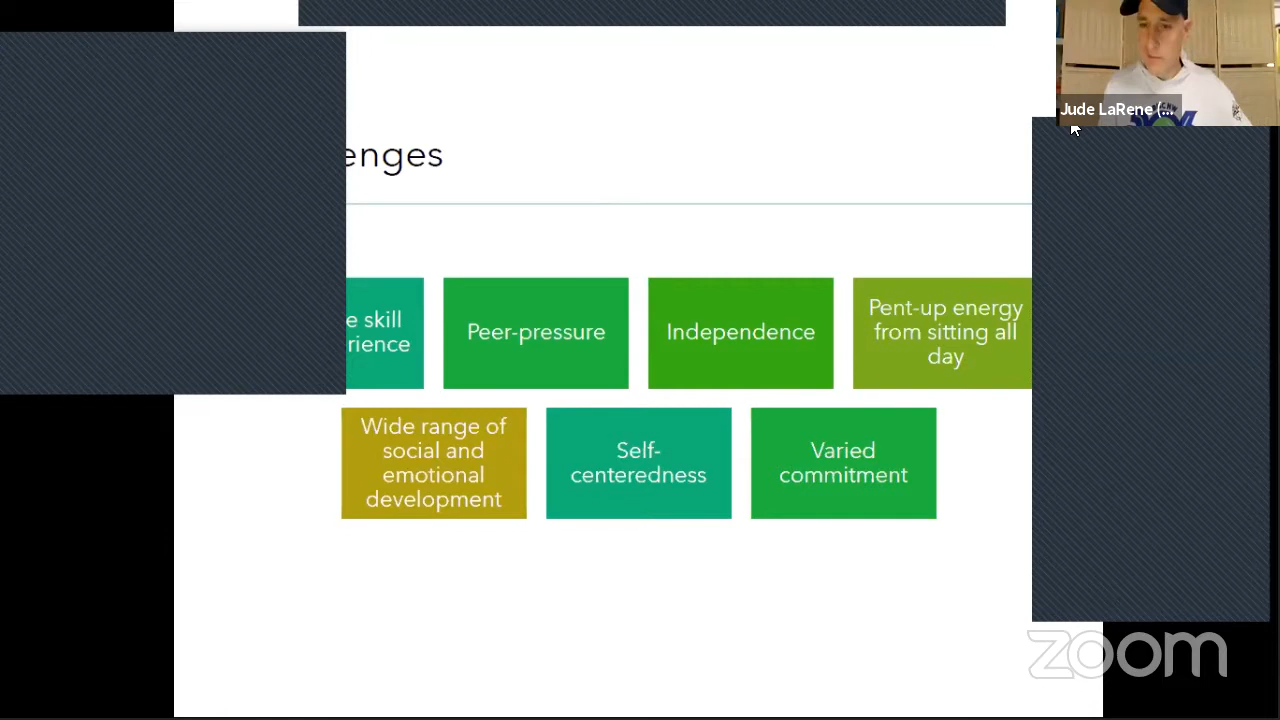 Jude LaRene (...
enges
e skill
rience
Peer-pressure
Independence
Pent-up energy
from sitting all
day
Wide range of
social and
emotional
development
Self-
centeredness
Varied
commitment
zoom